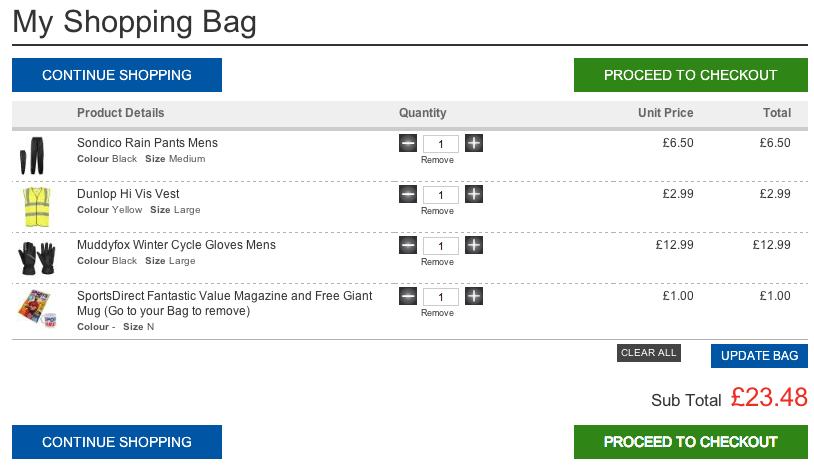 My Shopping Bag
CONTINUE SHOPPING PROCEED TO CHECKOUT
Product Details Quantity Unit Price Total
Sondico Rain Pants Mens 1 £6.50 £6.50
Colour Black Size Medium Remove
Dunlop Hi Vis Vest 1 £2.99 £2.99
Colour Yellow Size Large Remove
Muddyfox Winter Cycle Gloves Mens 1 £12.99 £12.99
Colour Black Size Large Remove
SportsDirect Fantastic Value Magazine and Free Giant 1 £1.00 £1.00
Mug (Go to your Bag to remove) Remove
Colour - Size N
CLEAR ALL UPDATE BAG
Sub Total £23.48
CONTINUE SHOPPING PROCEED TO CHECKOUT